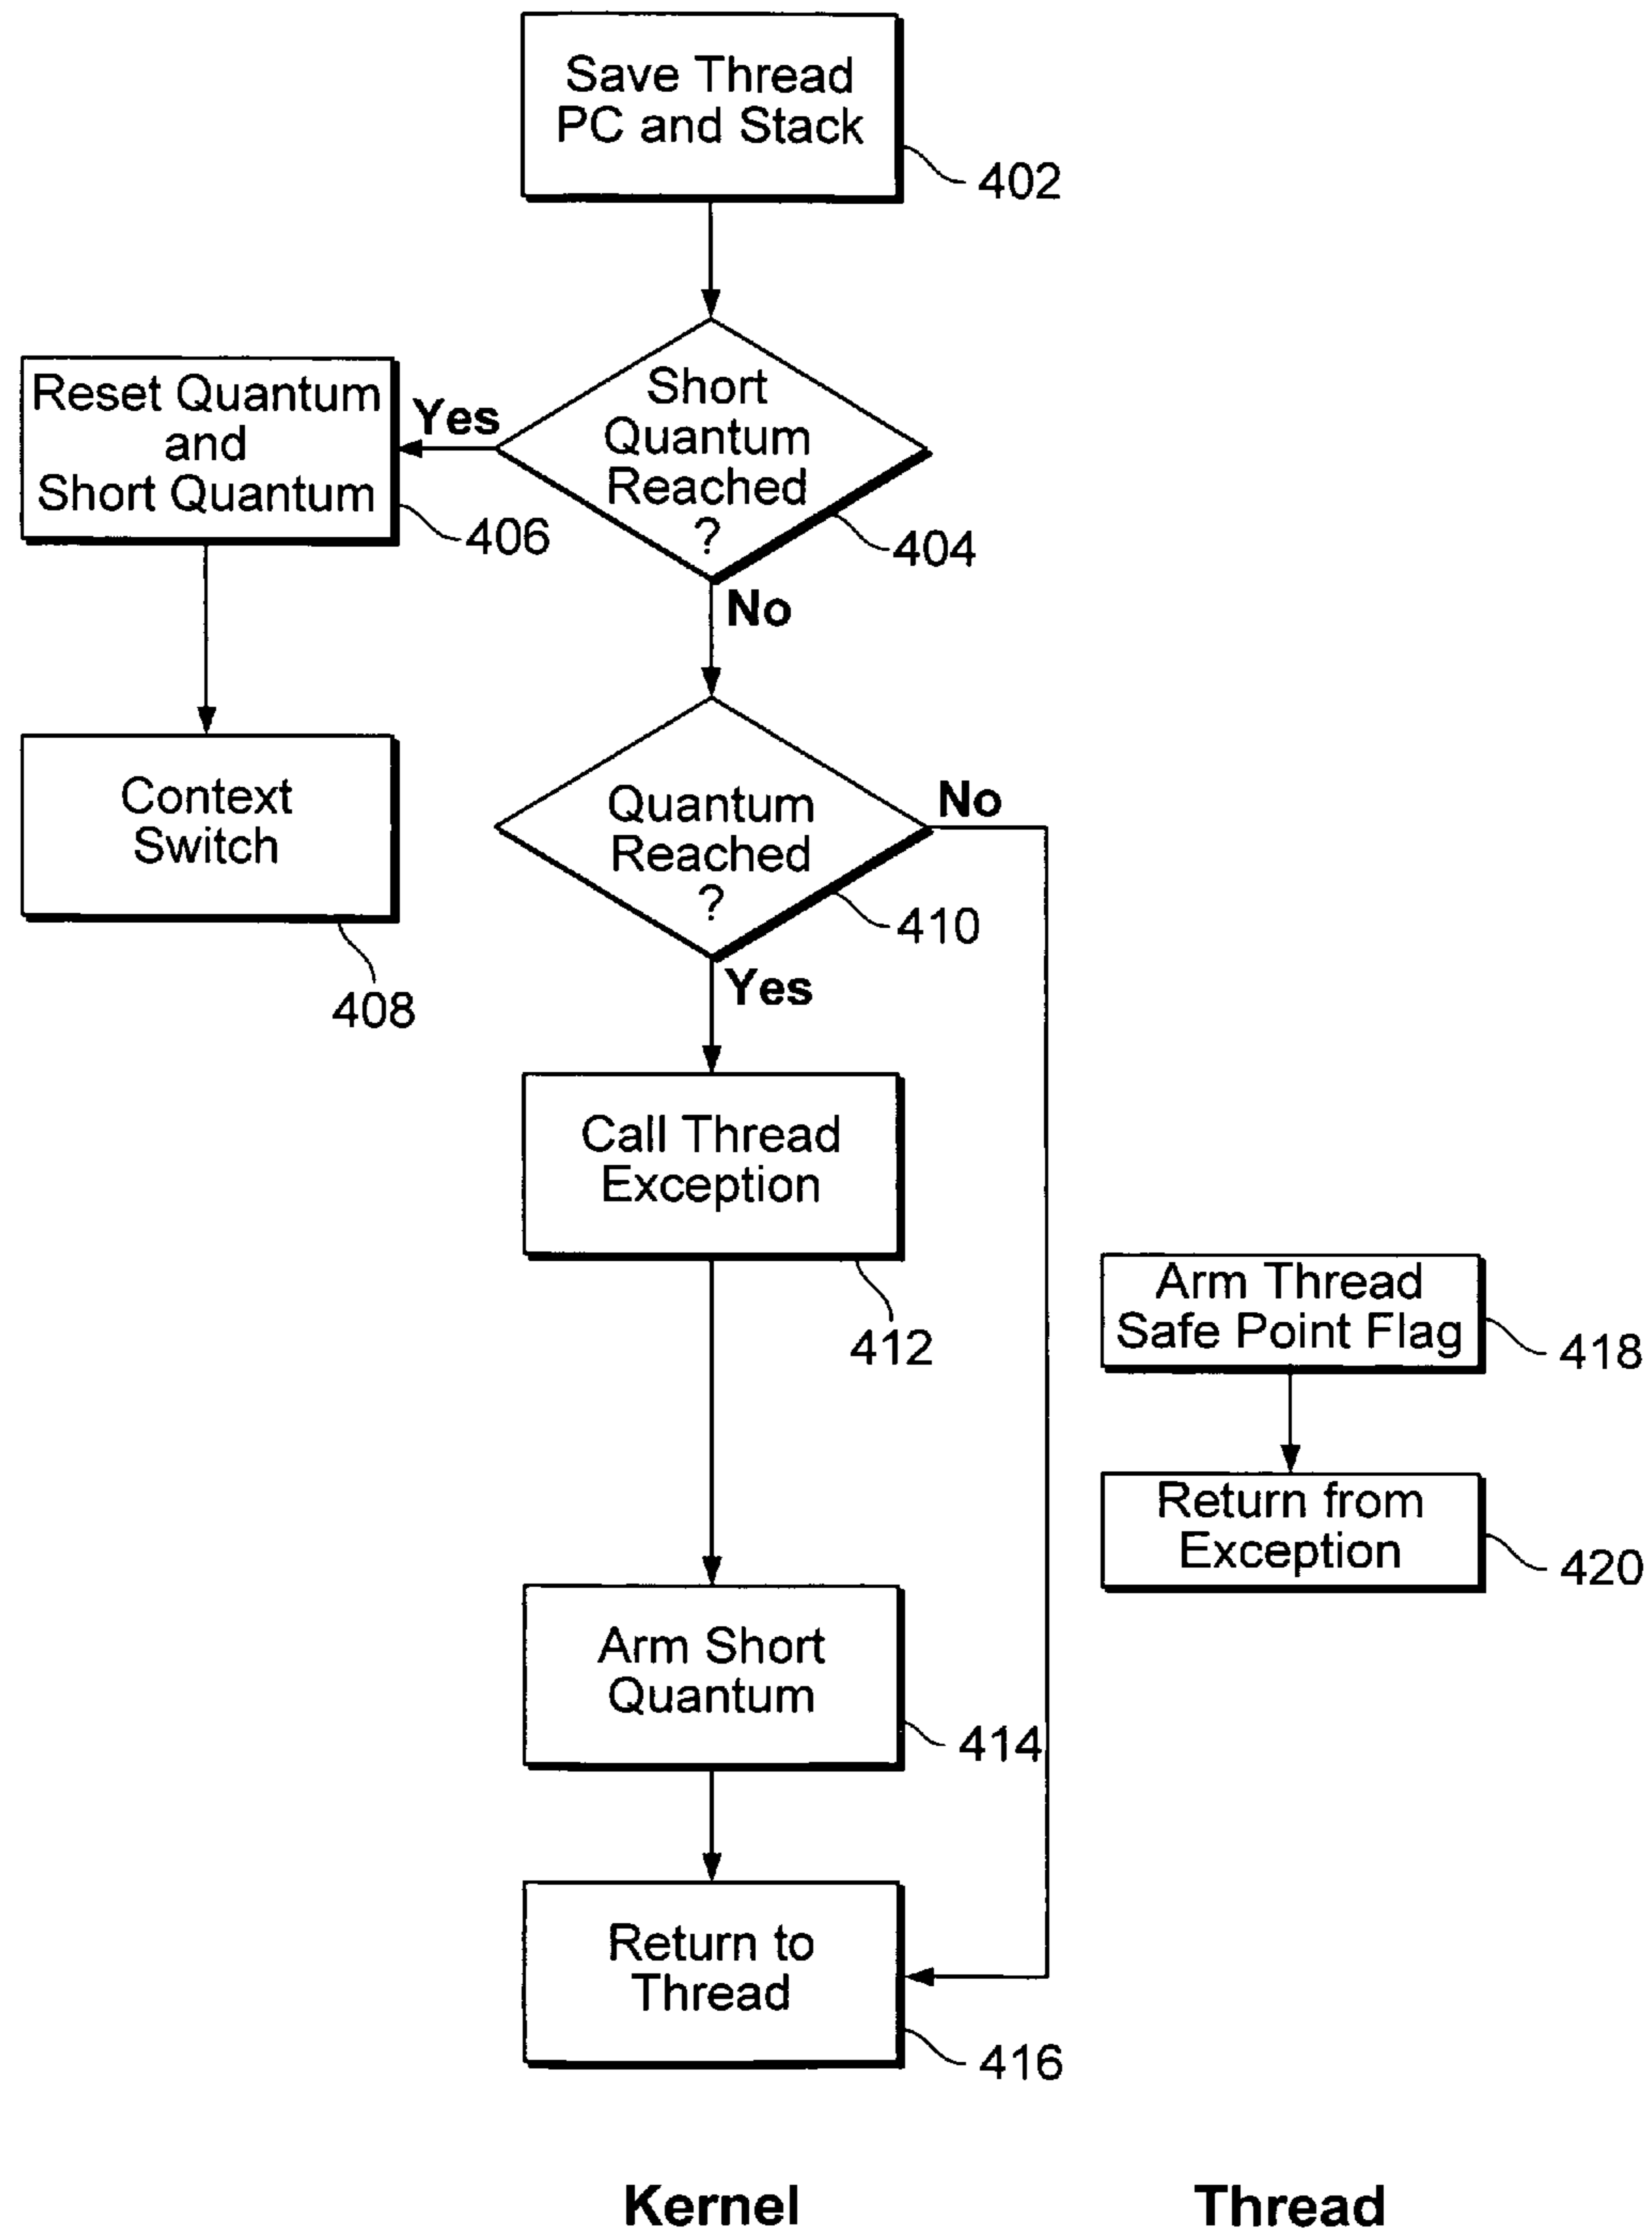 Save Thread
PC and Stack
402
Short
Quantum
Reached
?
404
Yes
Reset Quantum
and
Short Quantum
406
No
Context
Switch
408
Quantum
Reached
?
410
No
Yes
Call Thread
Exception
412
Arm Thread
Safe Point Flag
418
Return from
Exception
420
Arm Short
Quantum
414
Return to
Thread
416
Kernel
Thread